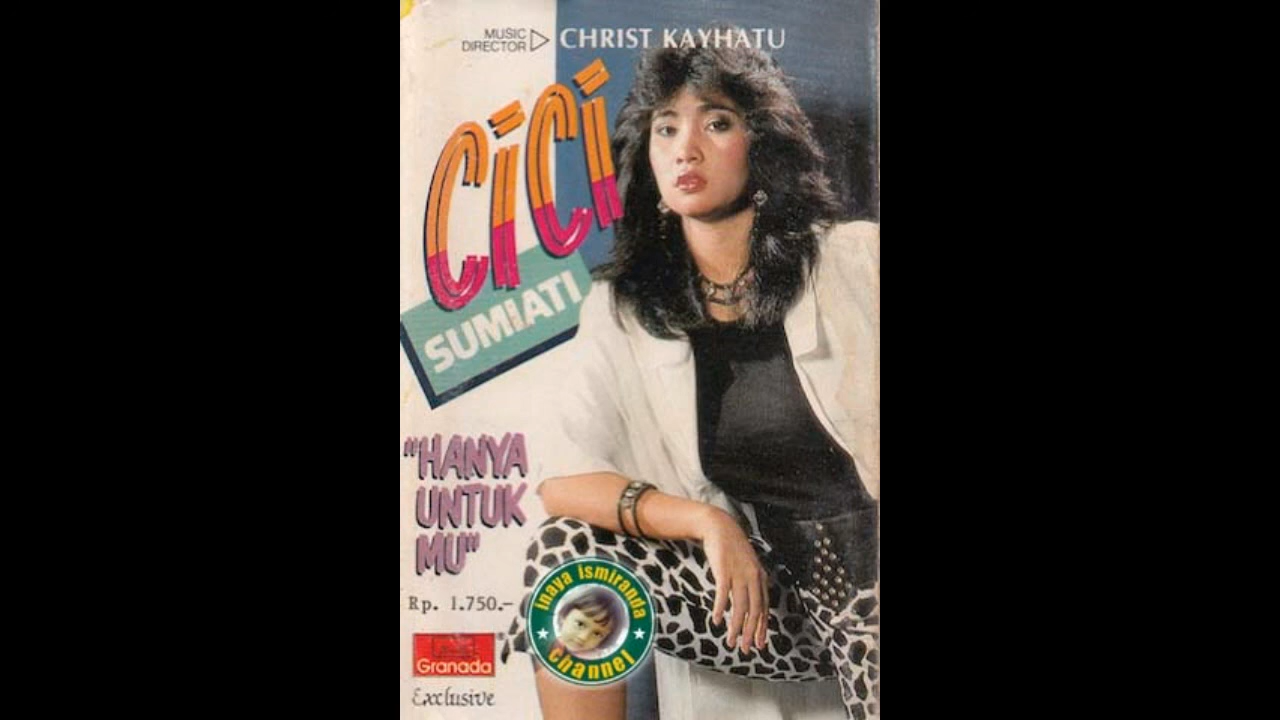 MUSIC
DIRECTOR
CHRIST KAYHATU
CiCi
SUMIATI
"HANYA
UNTUK
MU"
Rp. 1.750.-
Granada
Exclusive
inaya ismiranda
channel